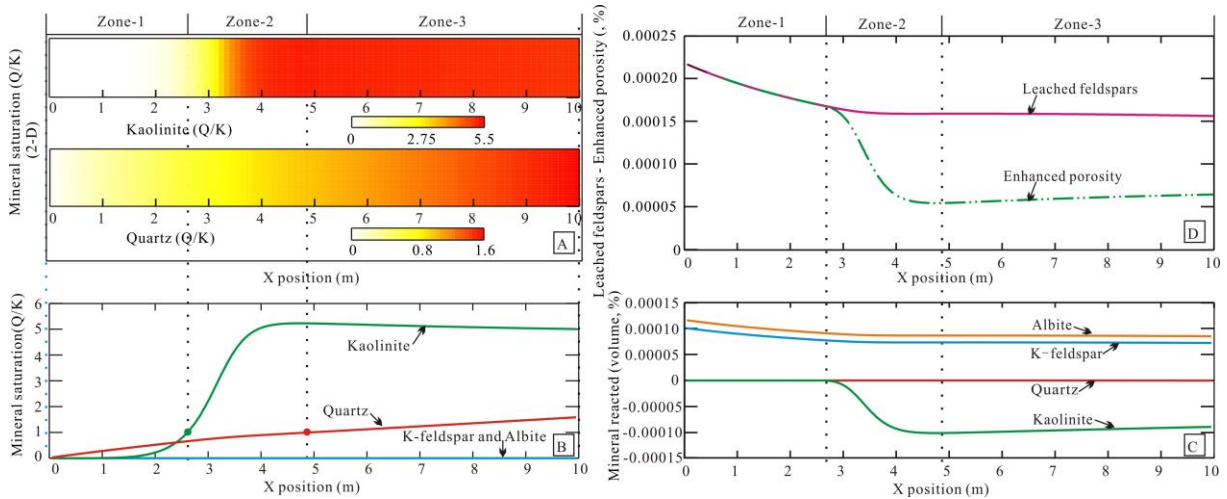 Zone-1 Zone-2 Zone-3
Mineral saturation (Q/K)
(2-D)
0 1 2 3 4 5 6 7 8 9 10
Kaolinite (Q/K)
0 2.75 5.5
0 1 2 3 4 5 6 7 8 9 10
Quartz (Q/K)
0 0.8 1.6
A
X position (m)
Mineral saturation(Q/K)
6
5
4
3
2
1
0
Kaolinite
Quartz
K-feldspar and Albite
B
0 1 2 3 4 5 6 7 8 9 10
X position (m)
Zone-1 Zone-2 Zone-3
Leached feldspars - Enhanced porosity (, %)
0.00025
0.00020
0.00015
0.00010
0.00005
0
Leached feldspars
Enhanced porosity
D
0 1 2 3 4 5 6 7 8 9 10
X position (m)
Mineral reacted (volume, %)
0.00015
0.00010
0.00005
0
-0.00005
-0.00010
-0.00015
Albite
K-feldspar
Quartz
Kaolinite
C
0 1 2 3 4 5 6 7 8 9 10
X position (m)